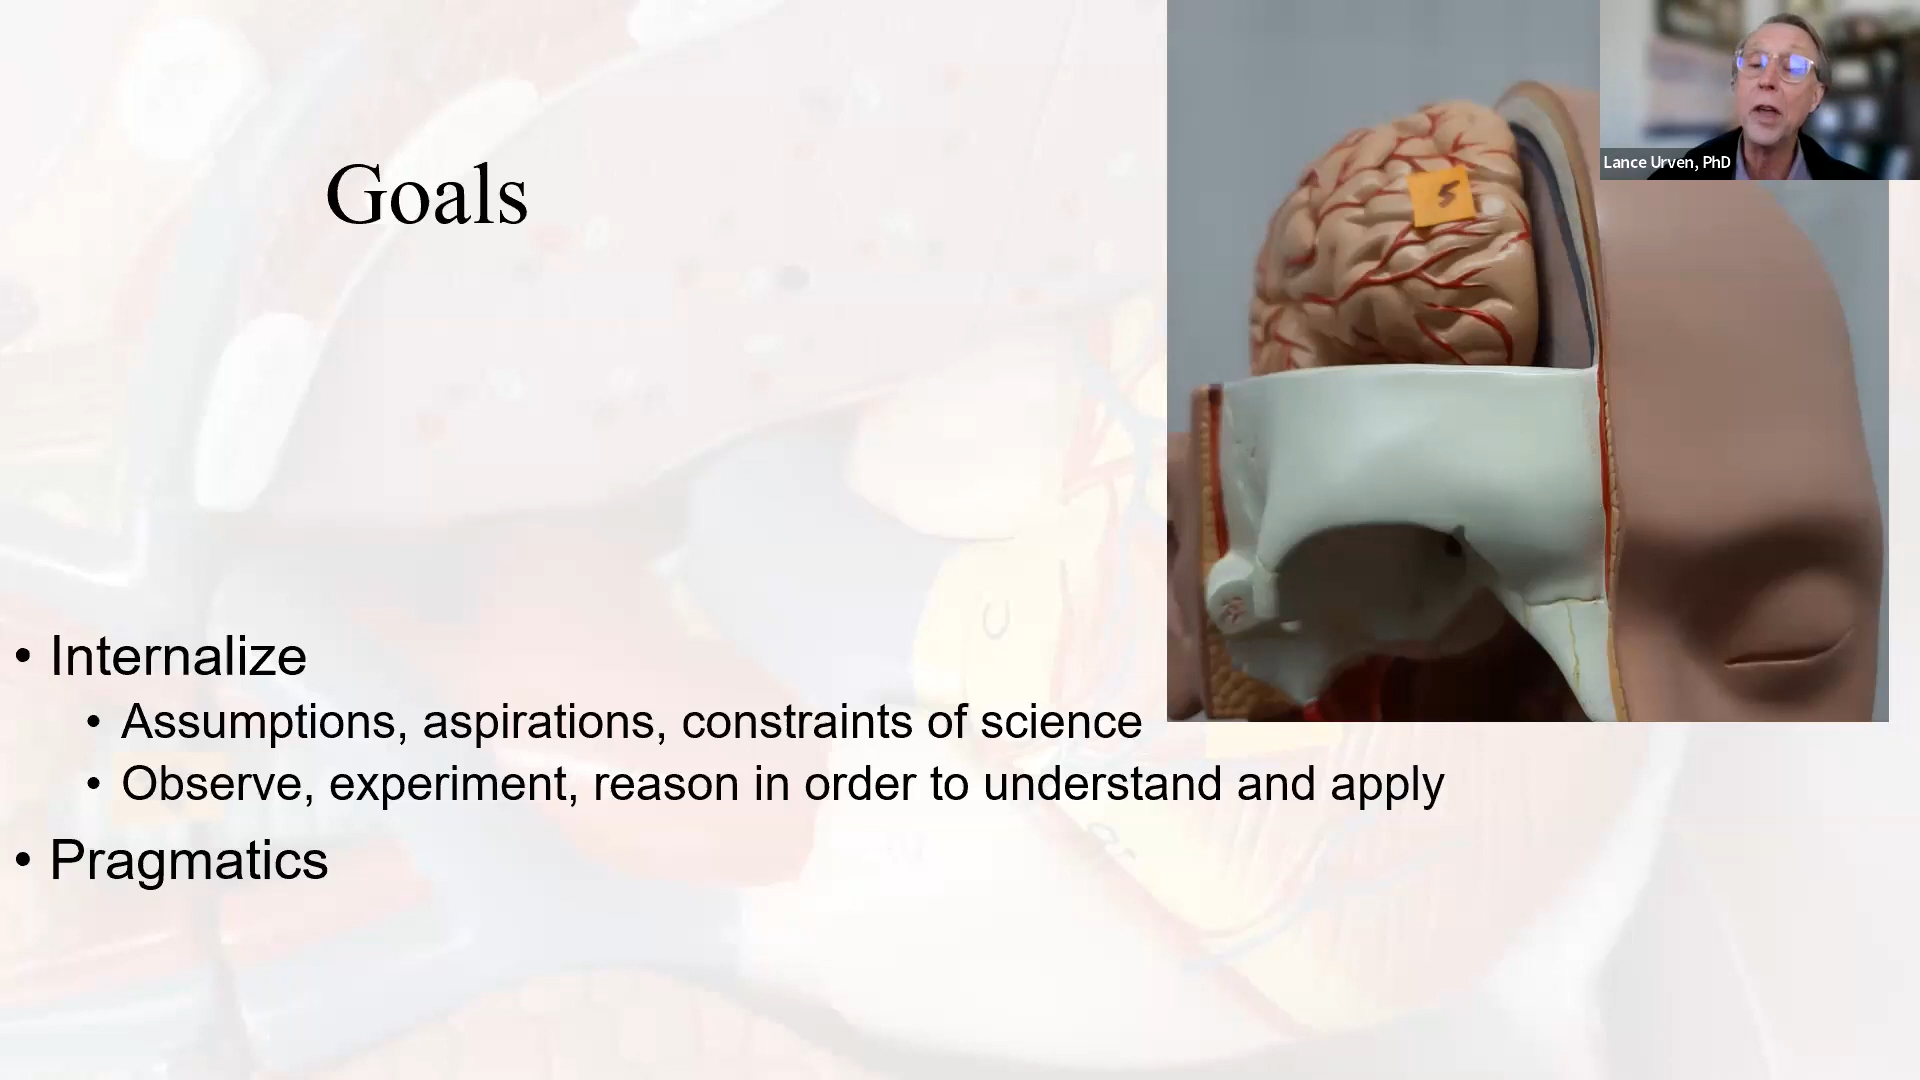 Goals
Lance Urven, PhD
5
• Internalize
• Assumptions, aspirations, constraints of science
• Observe, experiment, reason in order to understand and apply
• Pragmatics